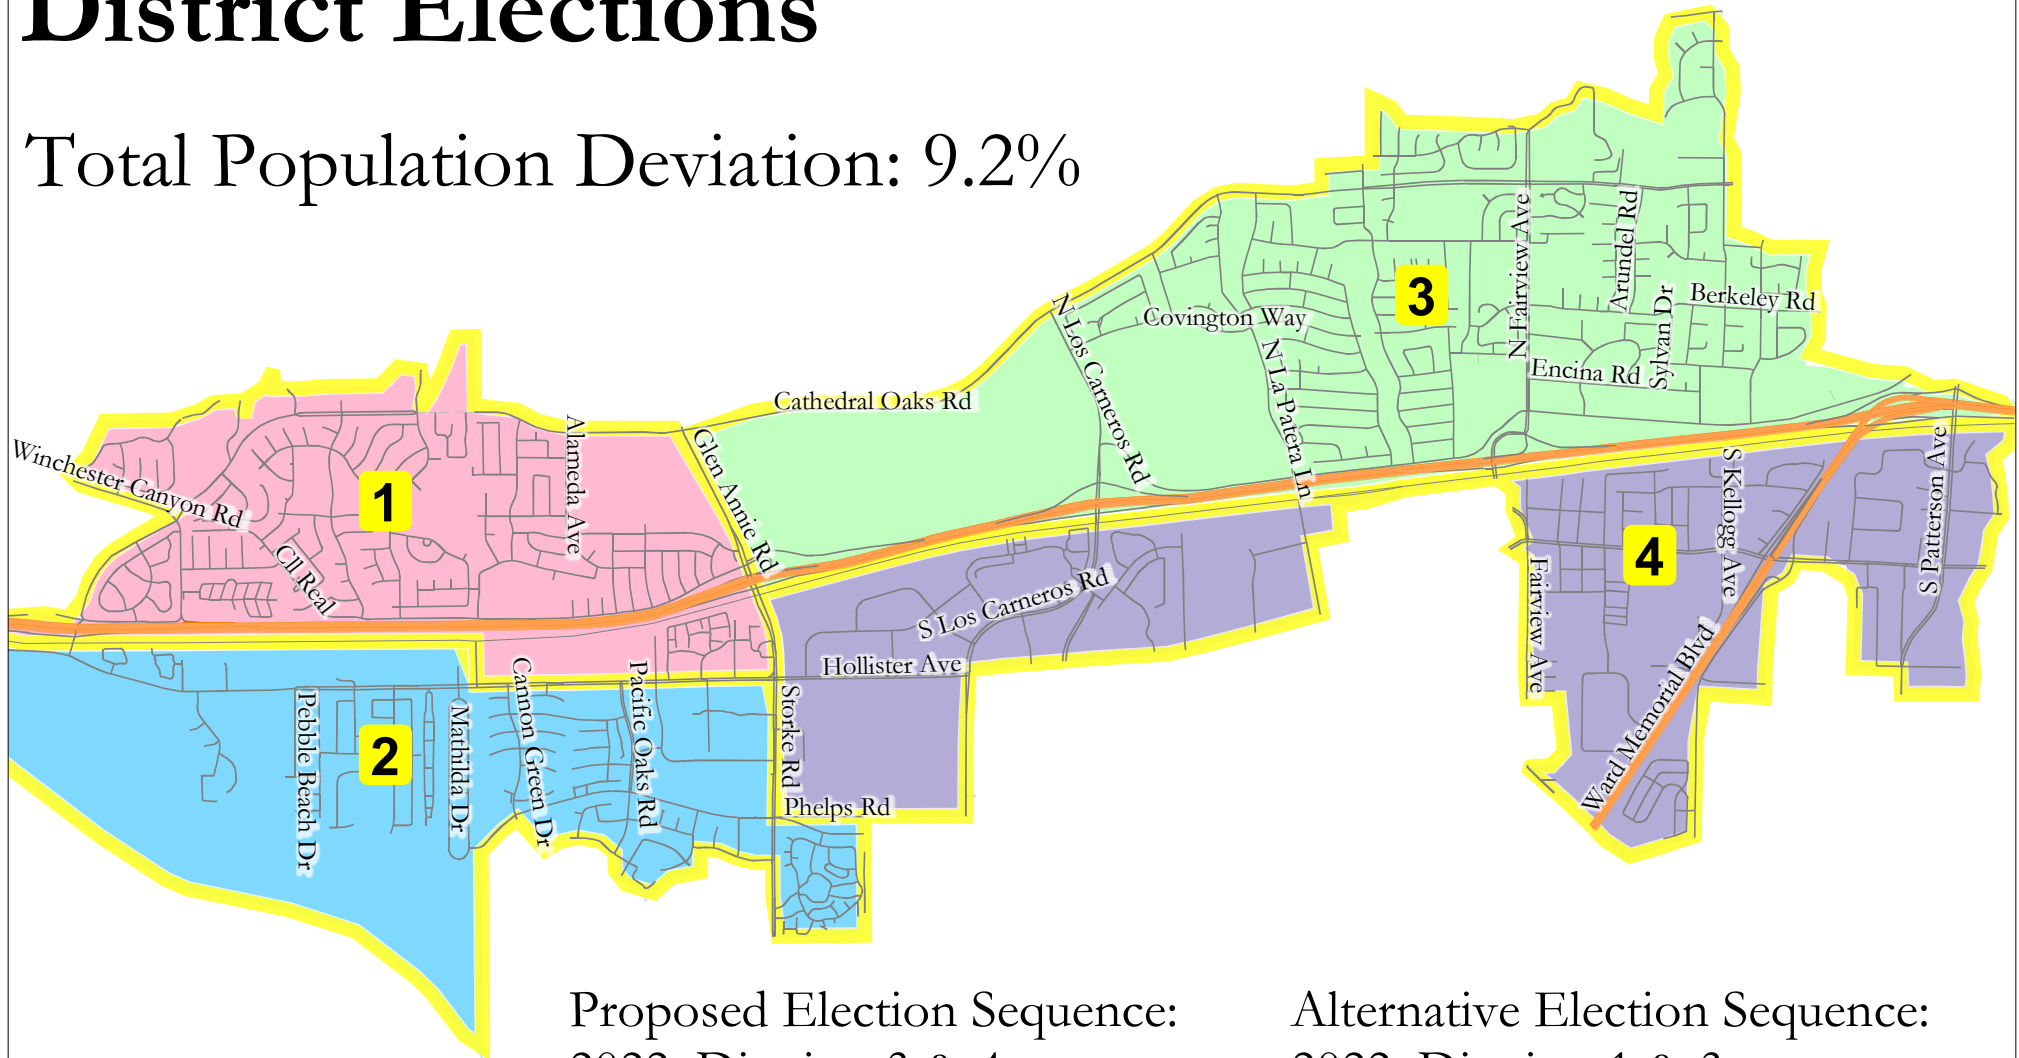 District Elections
Total Population Deviation: 9.2%
N Fairview Ave
Arundel Rd
3
Berkeley Rd
Sylvan Dr
Covington Way
N Los Carneros Rd
N La Patera Ln
Encina Rd
Cathedral Oaks Rd
Alameda Ave
Glen Annie Rd
Winchester Canyon Rd
1
Cll Real
S Kellogg Ave
S Patterson Ave
4
Fairview Ave
S Los Carneros Rd
Hollister Ave
Ward Memorial Blvd
Cannon Green Dr
Pacific Oaks Rd
Storke Rd
Pebble Beach Dr
2
Mathilda Dr
Phelps Rd
Proposed Election Sequence:
Alternative Election Sequence: